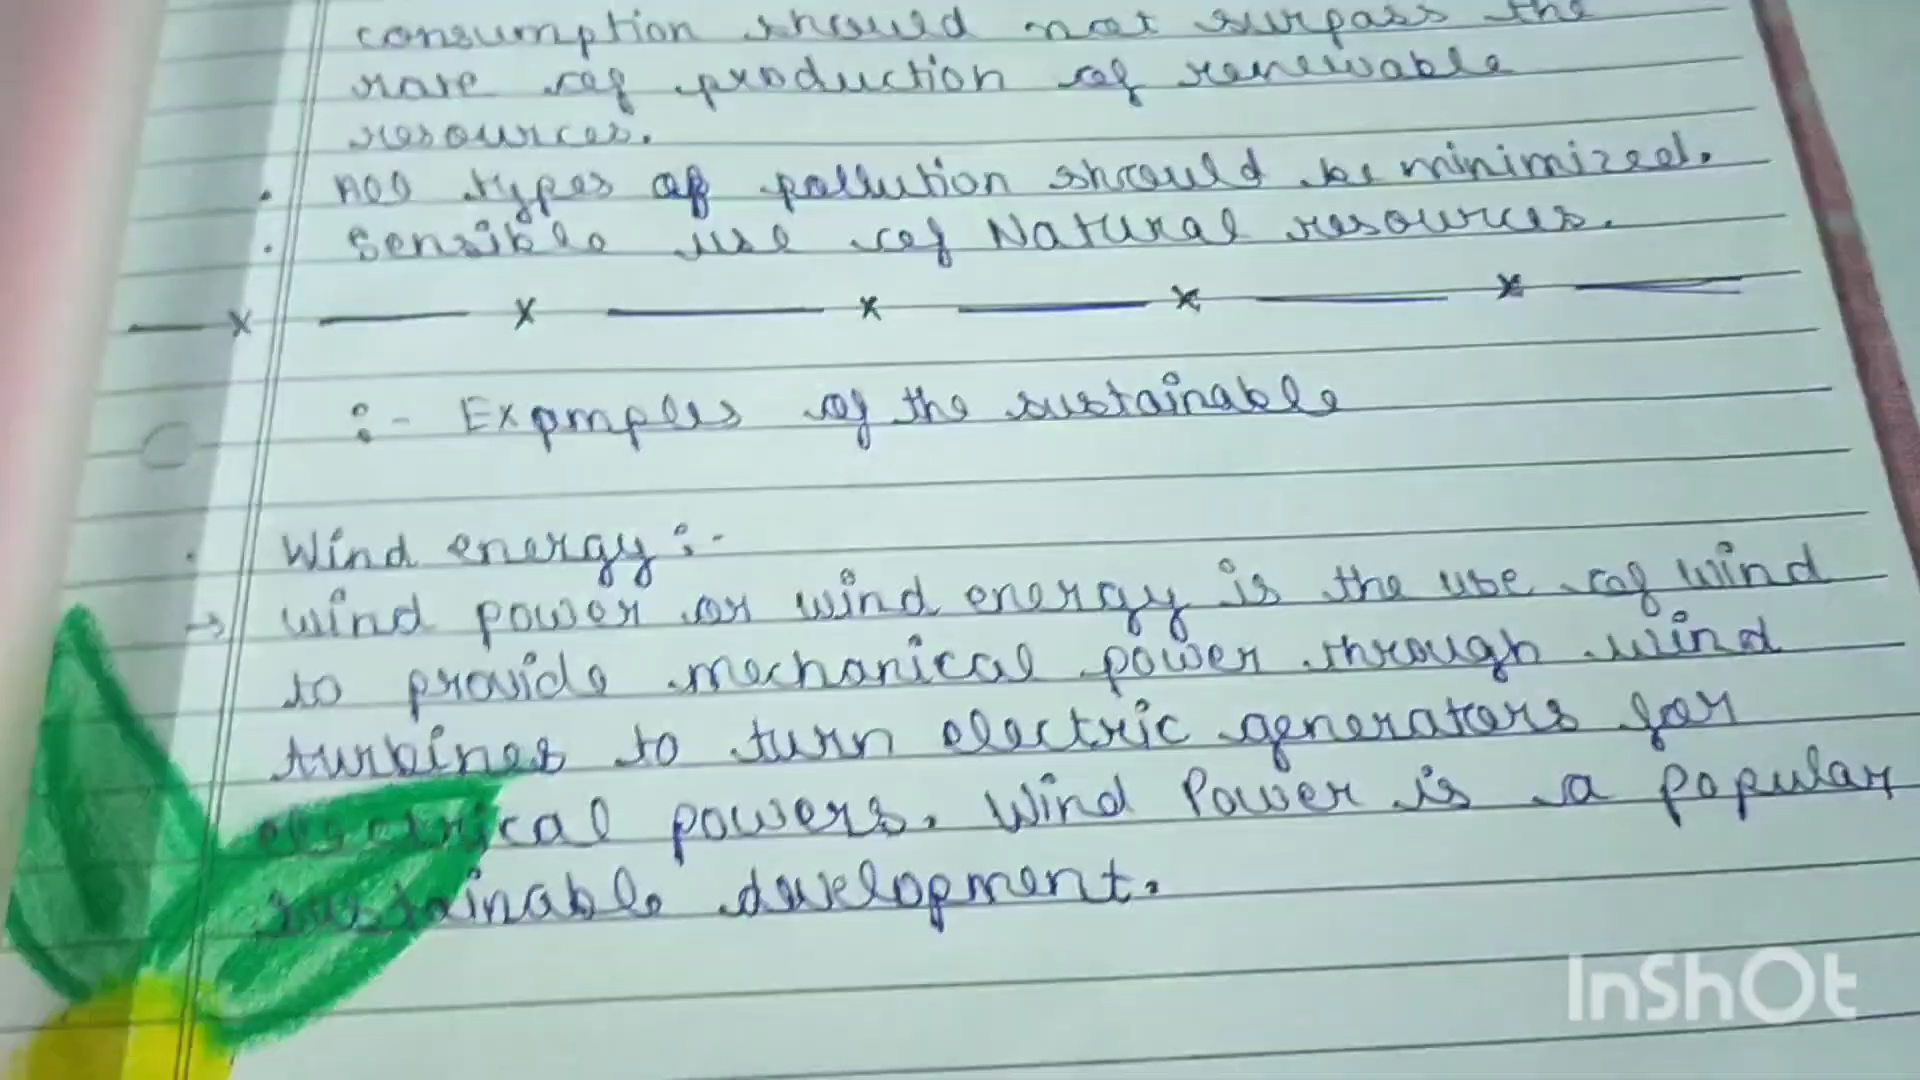 consumption should not surpass the
rate of production of renewable
resources.
. All types of pollution should be minimized.
. Sensible use of Natural resources.
— x — x — x — x — x —
:- Examples of the sustainable
. Wind energy :-
→ wind power or wind energy is the use of wind
to provide mechanical power through wind
turbines to turn electric generators for
electrical powers. Wind Power is a popular
sustainable development.
InShOt